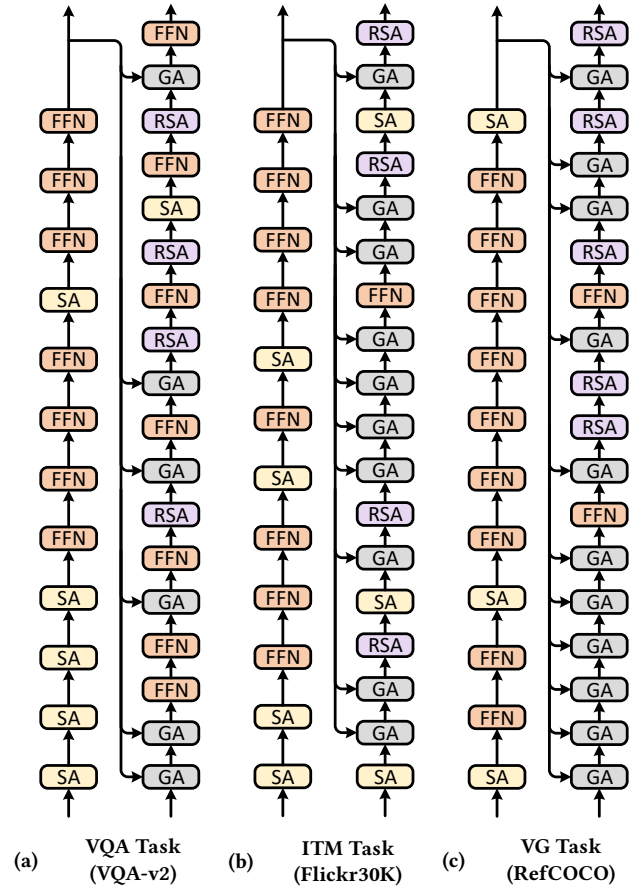 FFN
FFN
FFN
SA
FFN
FFN
FFN
FFN
SA
SA
SA
SA
FFN
GA
RSA
FFN
SA
RSA
FFN
RSA
GA
FFN
GA
RSA
FFN
GA
FFN
FFN
GA
GA
(a)
VQA Task
(VQA-v2)
FFN
FFN
FFN
FFN
SA
FFN
SA
FFN
FFN
FFN
SA
SA
RSA
GA
SA
RSA
GA
GA
FFN
GA
GA
GA
GA
RSA
GA
SA
RSA
GA
GA
SA
(b)
ITM Task
(Flickr30K)
SA
FFN
FFN
FFN
FFN
FFN
FFN
FFN
SA
FFN
FFN
SA
RSA
GA
RSA
GA
GA
RSA
FFN
GA
RSA
RSA
GA
FFN
GA
GA
GA
GA
GA
GA
(c)
VG Task
(RefCOCO)